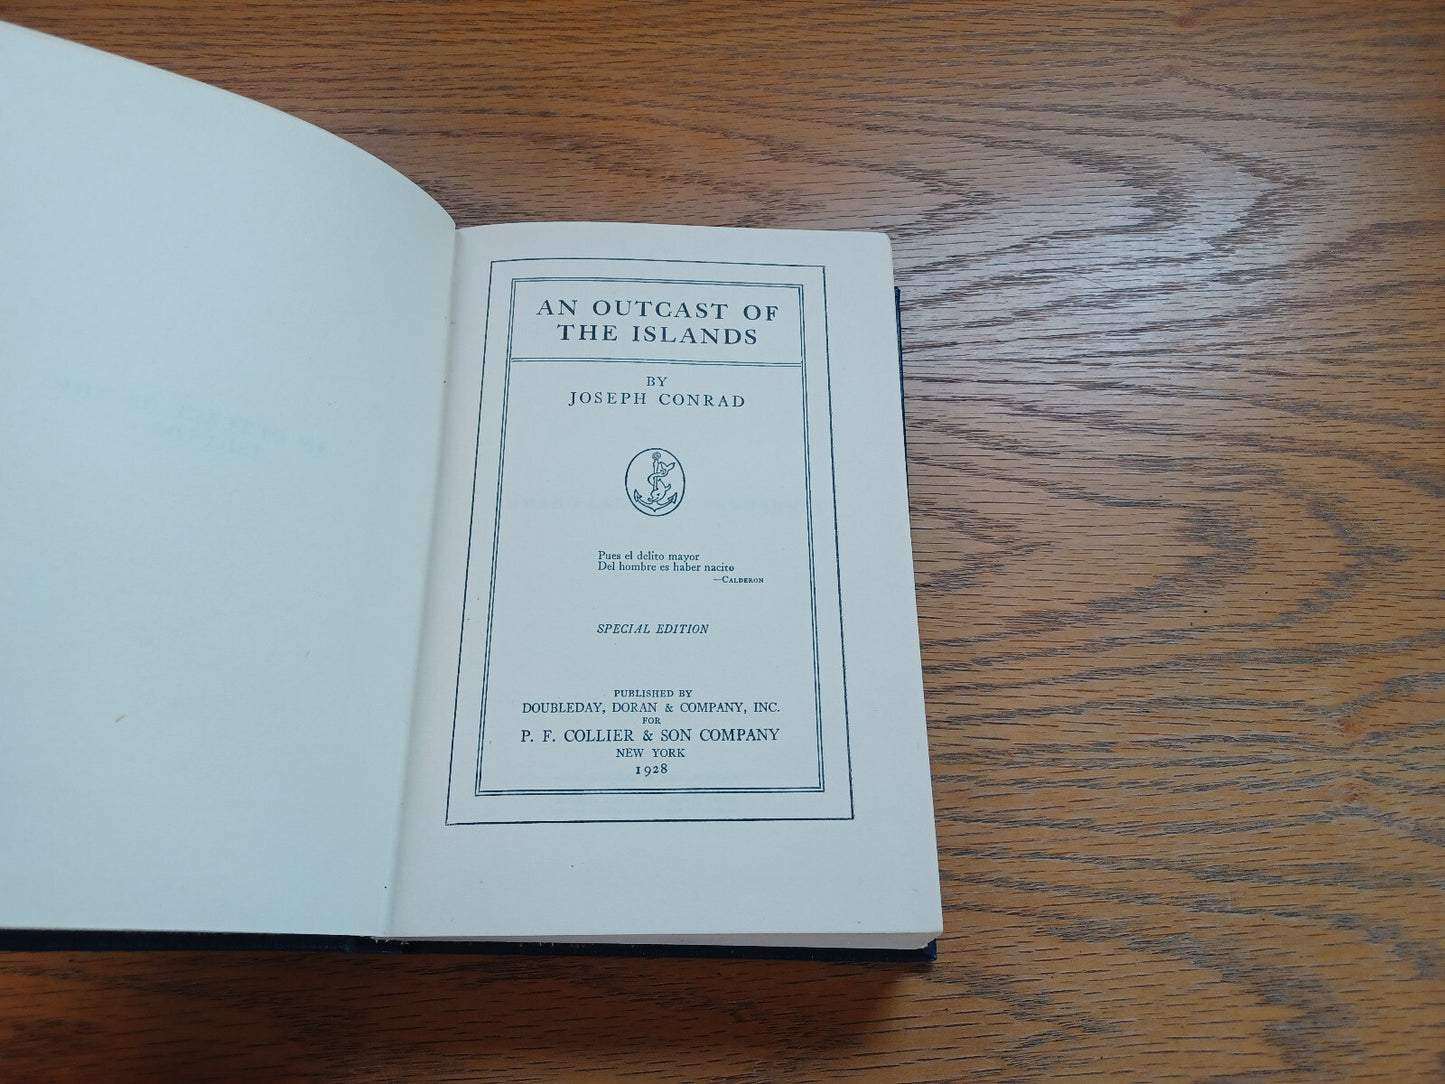 AN OUTCAST OF
THE ISLANDS
BY
JOSEPH CONRAD
Pues el delito mayor
Del hombre es haber nacito
—CALDERON
SPECIAL EDITION
PUBLISHED BY
DOUBLEDAY, DORAN & COMPANY, INC.
FOR
P. F. COLLIER & SON COMPANY
NEW YORK
1928